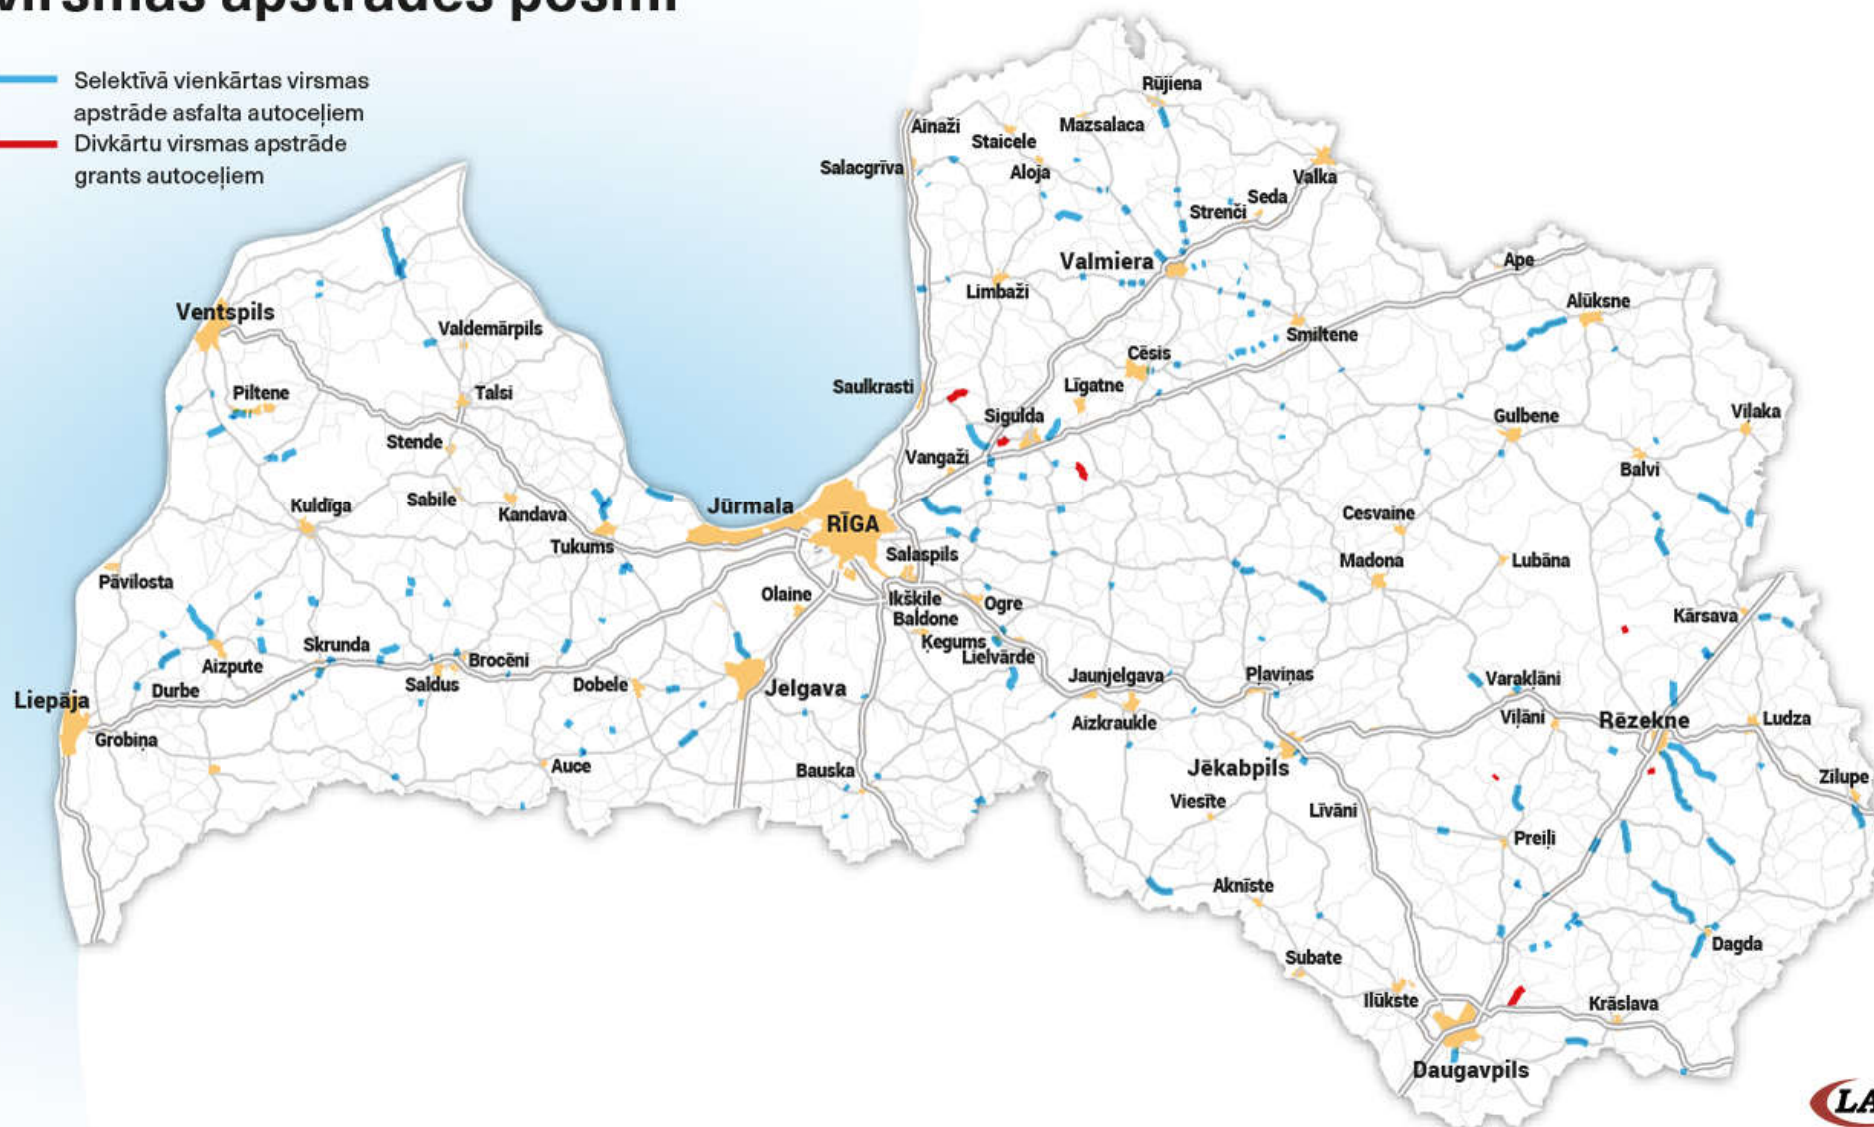 virsmas apstrādes posmi
Selektīvā vienkārtas virsmas
apstrāde asfalta autoceļiem
Divkārtu virsmas apstrāde
grants autoceļiem
Rūjiena
Ainaži
Staicele
Mazsalaca
Salacgrīva
Aloja
Valka
Seda
Strenči
Valmiera
Ape
Limbaži
Alūksne
Ventspils
Valdemārpils
Smiltene
Cēsis
Saulkrasti
Līgatne
Piltene
Talsi
Sigulda
Gulbene
Vilaka
Stende
Vangaži
Balvi
Sabile
Kuldīga
Kandava
Jūrmala
RĪGA
Cesvaine
Tukums
Salaspils
Madona
Lubāna
Pāvilosta
Olaine
Ikšķile
Ogre
Baldone
Kārsava
Ķegums
Skrunda
Lielvārde
Aizpute
Brocēni
Saldus
Dobele
Jelgava
Jaunjelgava
Pļaviņas
Varakļāni
Durbe
Liepāja
Aizkraukle
Viļāni
Rēzekne
Ludza
Grobiņa
Auce
Bauska
Jēkabpils
Zilupe
Viesīte
Līvāni
Preiļi
Aknīste
Dagda
Subate
Ilūkste
Krāslava
Daugavpils
LA